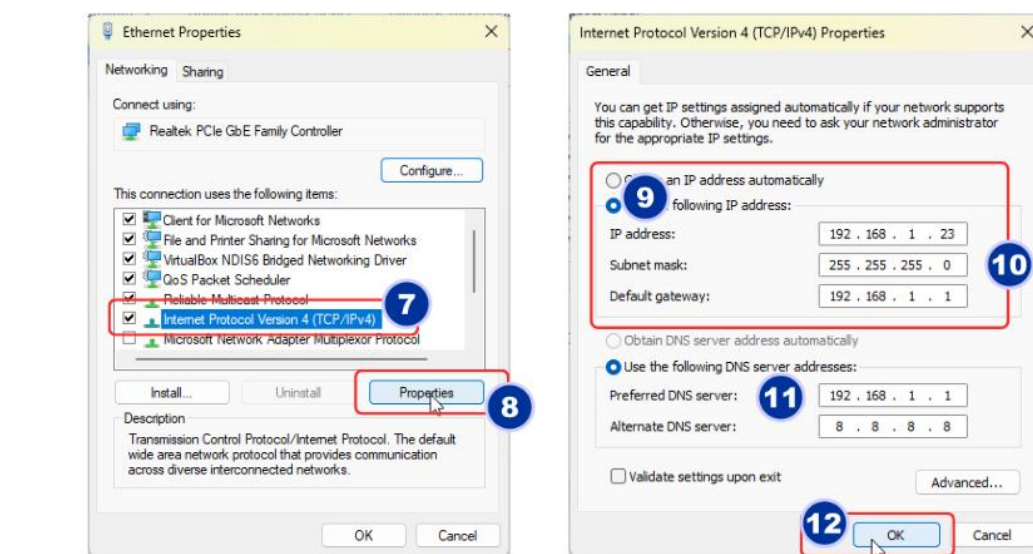 Ethernet Properties
Networking Sharing
Connect using:
Realtek PCIe GbE Family Controller
Configure...
This connection uses the following items:
Client for Microsoft Networks
File and Printer Sharing for Microsoft Networks
VirtualBox NDIS6 Bridged Networking Driver
QoS Packet Scheduler
Reliable Multicast Protocol
Internet Protocol Version 4 (TCP/IPv4)
7
Microsoft Network Adapter Multiplexor Protocol
Install... Uninstall Properties
8
Description
Transmission Control Protocol/Internet Protocol. The default
wide area network protocol that provides communication
across diverse interconnected networks.
OK Cancel
Internet Protocol Version 4 (TCP/IPv4) Properties
General
You can get IP settings assigned automatically if your network supports
this capability. Otherwise, you need to ask your network administrator
for the appropriate IP settings.
an IP address automatically
9
following IP address:
IP address: 192 . 168 . 1 . 23
Subnet mask: 255 . 255 . 255 . 0
10
Default gateway: 192 . 168 . 1 . 1
Obtain DNS server address automatically
Use the following DNS server addresses:
Preferred DNS server: 11 192 . 168 . 1 . 1
Alternate DNS server: 8 . 8 . 8 . 8
Validate settings upon exit
Advanced...
12
OK Cancel